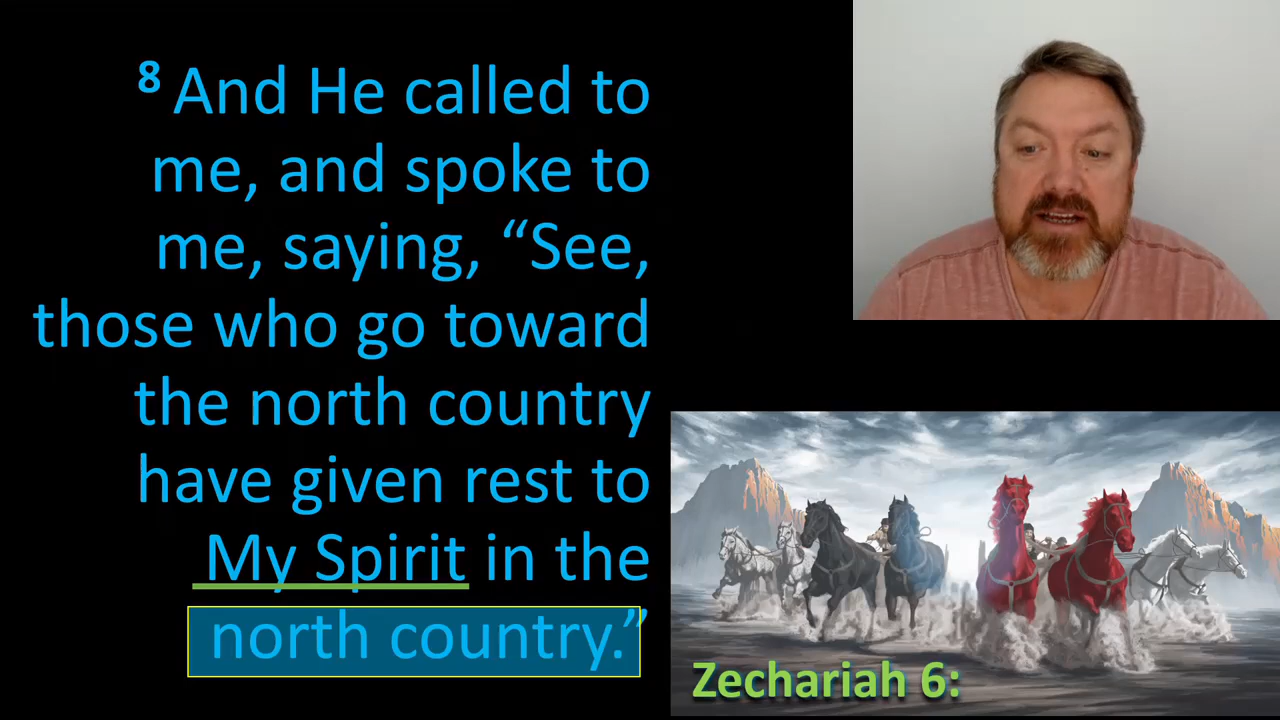 8 And He called to
me, and spoke to
me, saying, “See,
those who go toward
the north country
have given rest to
My Spirit in the
north country.”
Zechariah 6: